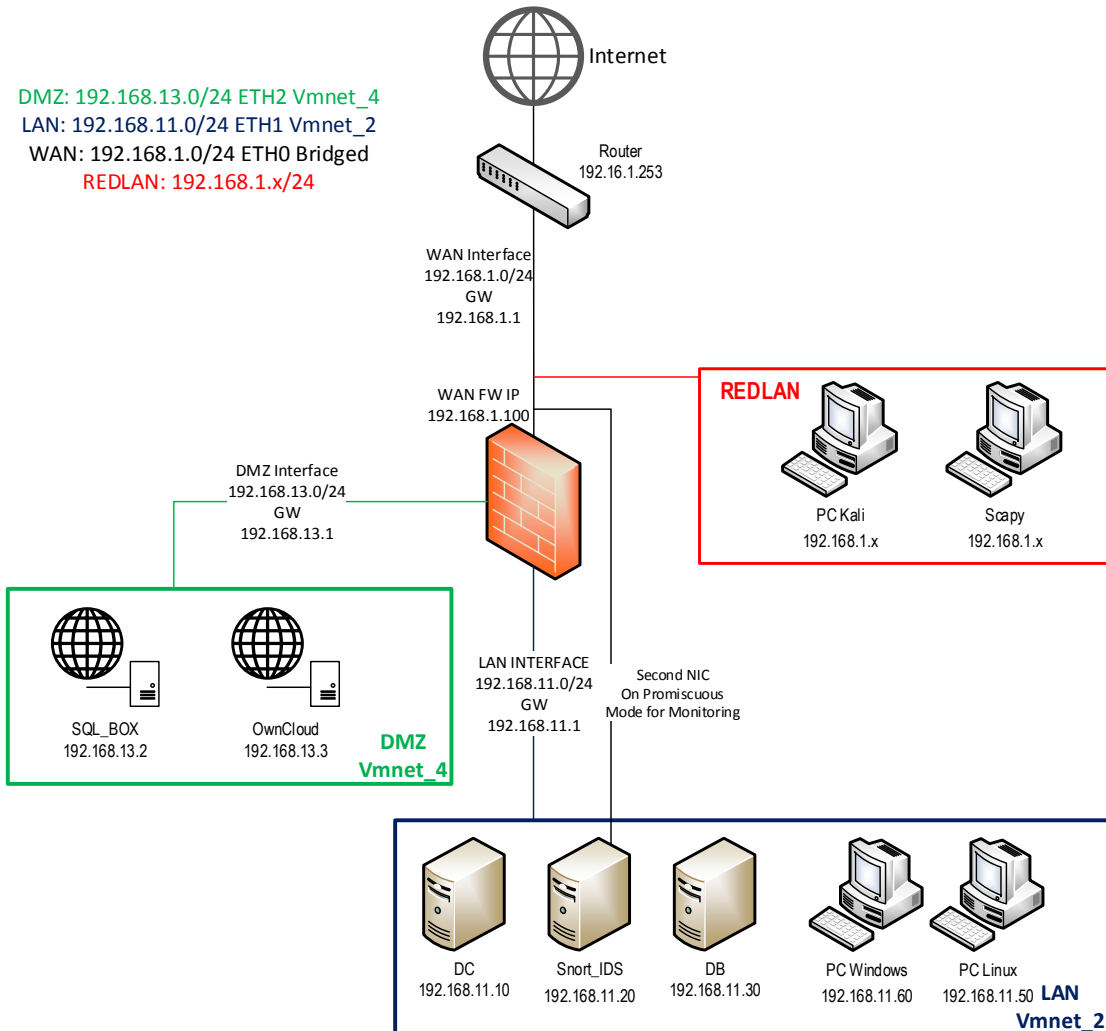 Internet
DMZ: 192.168.13.0/24 ETH2 Vmnet_4
LAN: 192.168.11.0/24 ETH1 Vmnet_2
WAN: 192.168.1.0/24 ETH0 Bridged
REDLAN: 192.168.1.x/24
Router
192.16.1.253
WAN Interface
192.168.1.0/24
GW
192.168.1.1
WAN FW IP
192.168.1.100
REDLAN
PC Kali
192.168.1.x
Scapy
192.168.1.x
DMZ Interface
192.168.13.0/24
GW
192.168.13.1
SQL_BOX
192.168.13.2
OwnCloud
192.168.13.3
DMZ
Vmnet_4
LAN INTERFACE
192.168.11.0/24
GW
192.168.11.1
Second NIC
On Promiscuous
Mode for Monitoring
DC
192.168.11.10
Snort_IDS
192.168.11.20
DB
192.168.11.30
PC Windows
192.168.11.60
PC Linux
192.168.11.50
LAN
Vmnet_2